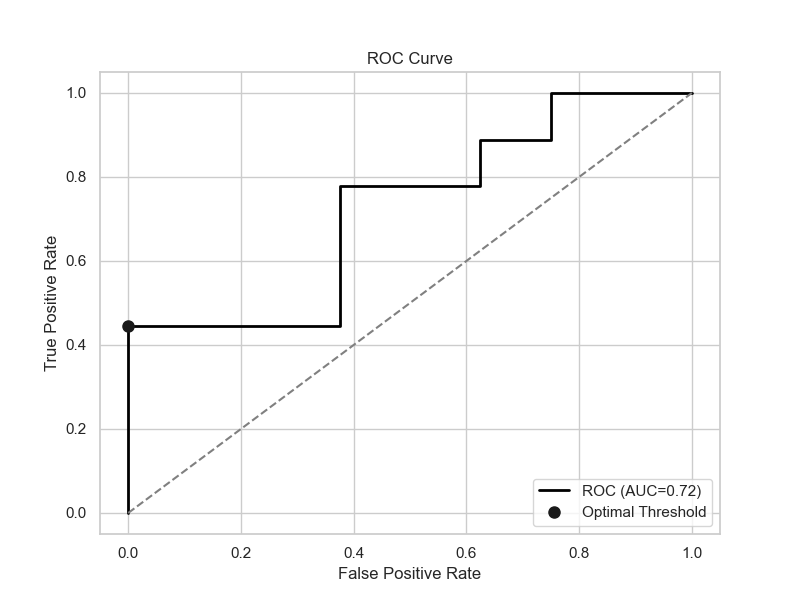 ROC Curve
True Positive Rate
1.0
0.8
0.6
0.4
0.2
0.0
0.0 0.2 0.4 0.6 0.8 1.0
False Positive Rate
ROC (AUC=0.72)
Optimal Threshold